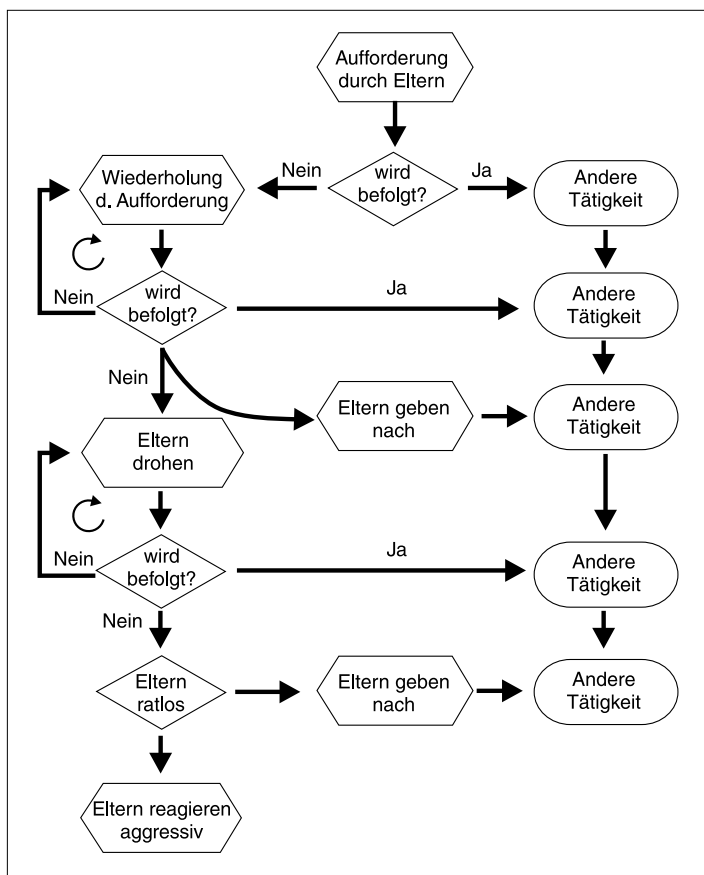 Aufforderung
durch Eltern
Nein
wird
befolgt?
Ja
Wiederholung
d. Aufforderung
Andere
Tätigkeit
Nein
wird
befolgt?
Ja
Andere
Tätigkeit
Nein
Eltern geben
nach
Andere
Tätigkeit
Eltern
drohen
Nein
wird
befolgt?
Ja
Andere
Tätigkeit
Nein
Eltern
ratlos
Eltern geben
nach
Andere
Tätigkeit
Eltern reagieren
aggressiv